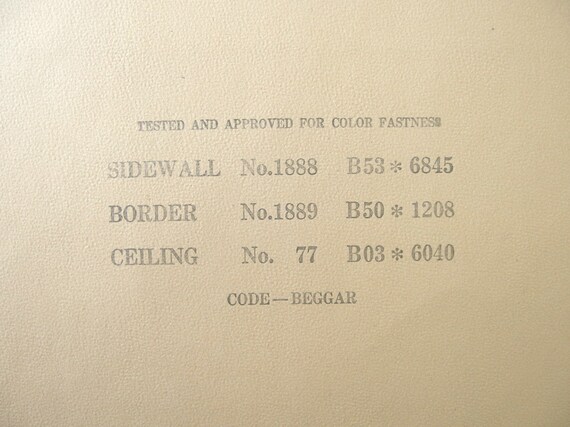 TESTED AND APPROVED FOR COLOR FASTNESS
SIDEWALL No.1888 B53 * 6845
BORDER No.1889 B50 * 1208
CEILING No. 77 B03 * 6040
CODE—BEGGAR